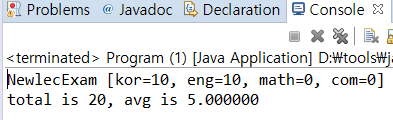 Problems @ Javadoc Declaration Console
<terminated> Program (1) [Java Application] D:\tools\j
NewlecExam [kor=10, eng=10, math=0, com=0]
total is 20, avg is 5.000000